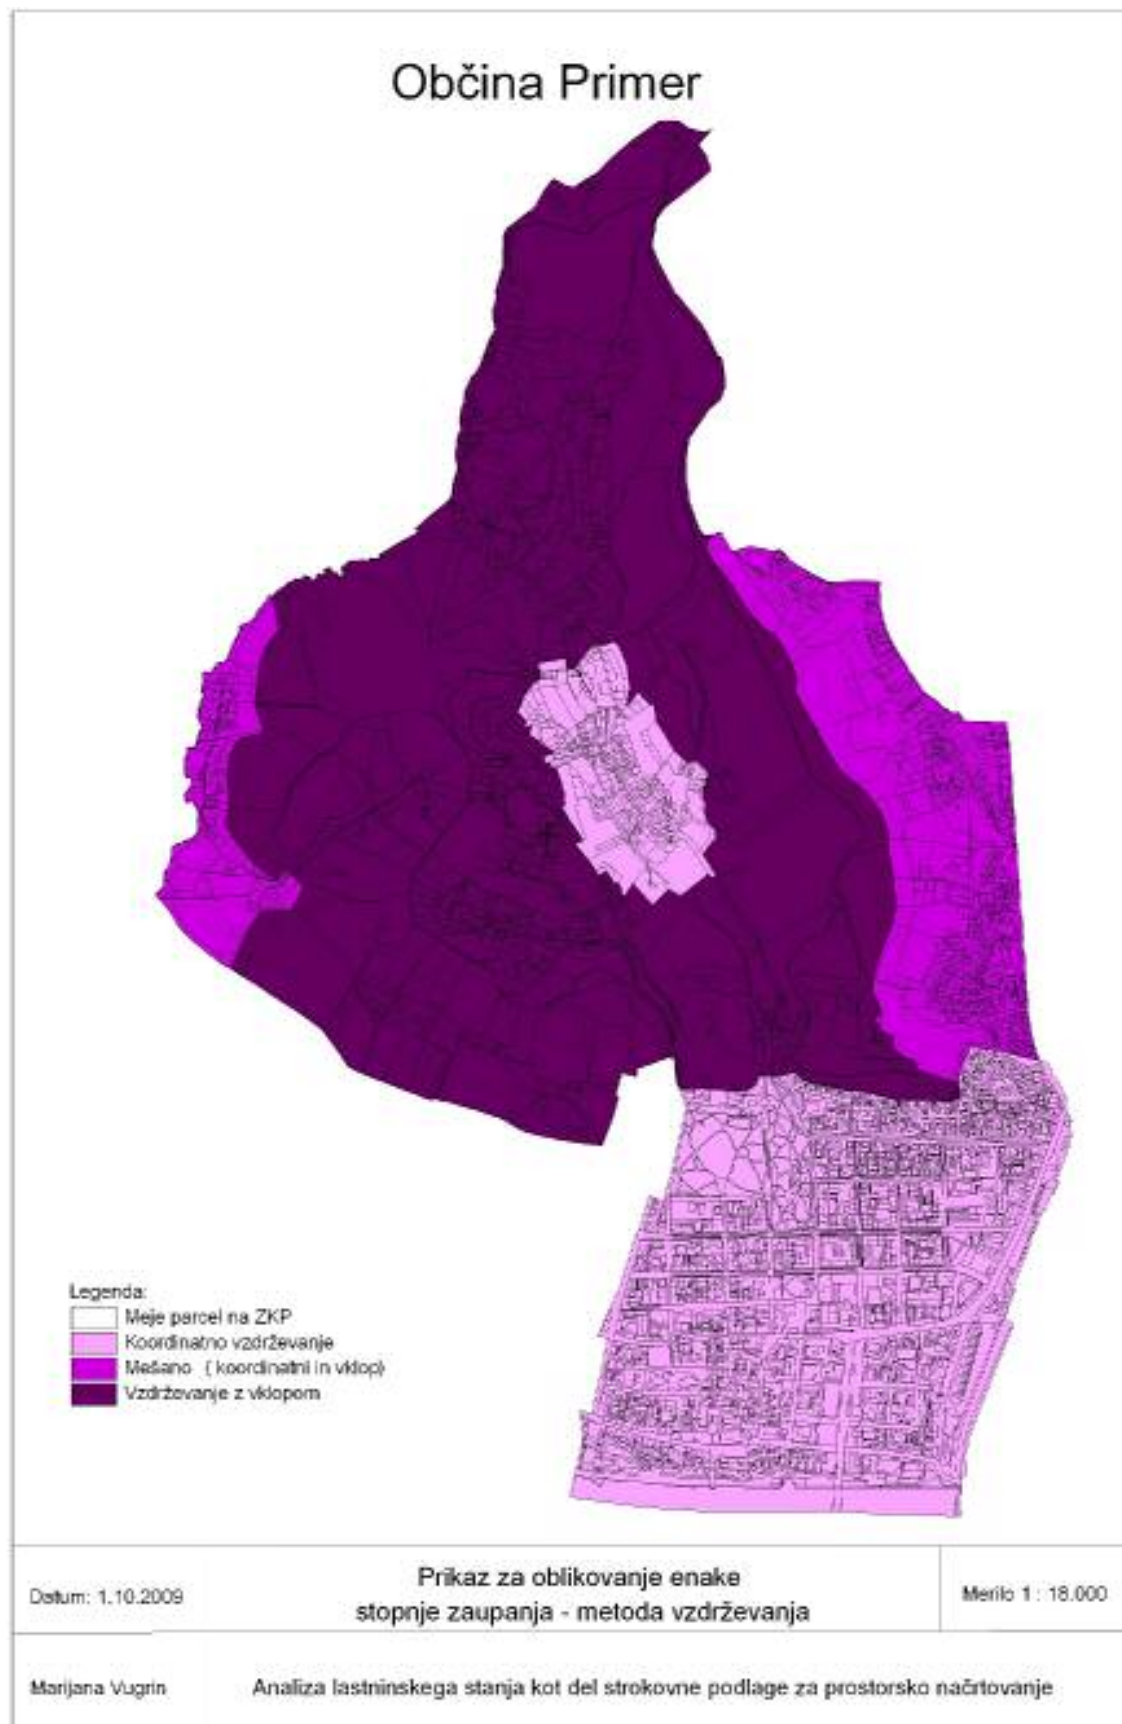 Občina Primer
Legenda:
Meje parcel na ZKP
Koordinatno vzdrževanje
Mešano ( koordinatni in vklop)
Vzdrževanje z vklopom
Datum: 1.10.2009
Prikaz za oblikovanje enake
stopnje zaupanja - metoda vzdrževanja
Merilo 1 : 18.000
Marijana Vugrin
Analiza lastninskega stanja kot del strokovne podlage za prostorsko načrtovanje